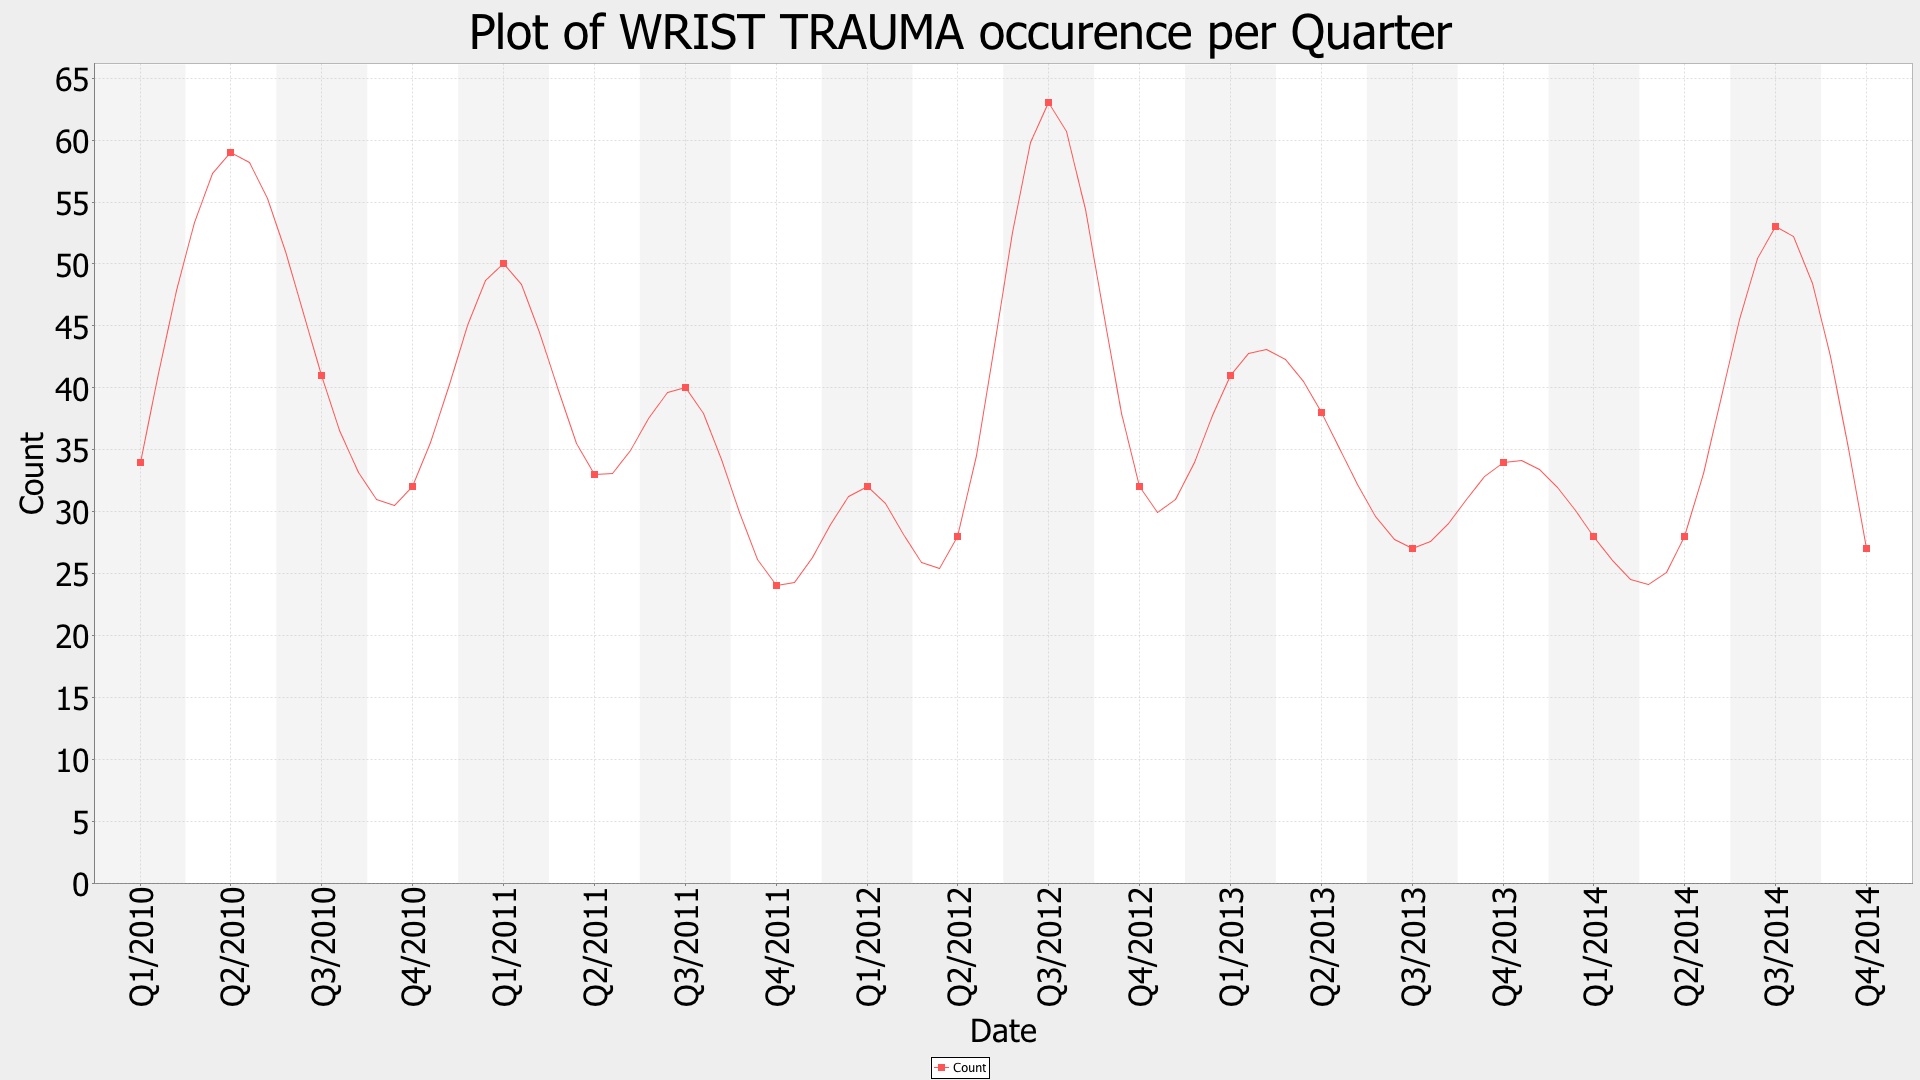 Plot of WRIST TRAUMA occurence per Quarter
65
60
55
50
45
40
35
30
25
20
15
10
5
0
Count
Q1/2010
Q2/2010
Q3/2010
Q4/2010
Q1/2011
Q2/2011
Q3/2011
Q4/2011
Q1/2012
Q2/2012
Q3/2012
Q4/2012
Q1/2013
Q2/2013
Q3/2013
Q4/2013
Q1/2014
Q2/2014
Q3/2014
Q4/2014
Date
Count